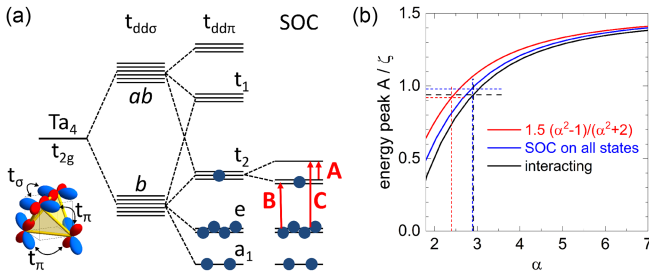 (a)
t_ddσ t_ddπ SOC
t_1
ab
Ta_4
t_2g
t_2
A
B C
b
t_σ
t_π
t_π
e
a_1
(b)
energy peak A / ζ
1.5
1.0
0.5
0.0
1.5 (α²-1)/(α²+2)
SOC on all states
interacting
2 3 4 5 6 7
α